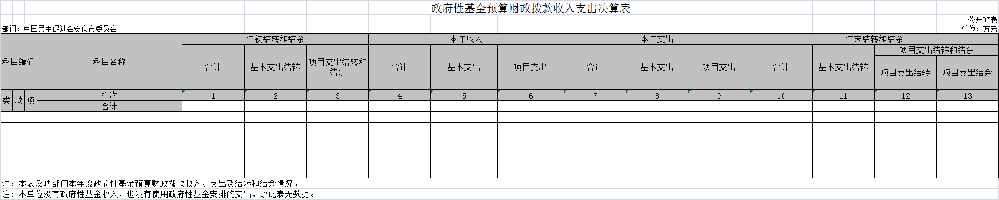 政府性基金预算财政拨款收入支出决算表
公开07表
部门：中国民主促进会安庆市委员会 单位：万元
科目编码 科目名称 年初结转和结余 本年收入 本年支出 年末结转和结余
合计 基本支出结转 项目支出结转和结余 合计 基本支出 项目支出 合计 基本支出 项目支出 合计 基本支出结转 项目支出结转和结余
项目支出结转 项目支出结余
类 款 项 栏次 1 2 3 4 5 6 7 8 9 10 11 12 13
合计
注：本表反映部门本年度政府性基金预算财政拨款收入、支出及结转和结余情况。
注：本单位没有政府性基金收入，也没有使用政府性基金安排的支出，故此表无数据。